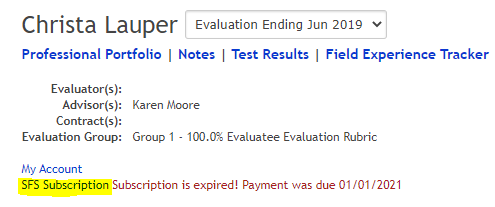 Christa Lauper Evaluation Ending Jun 2019
Professional Portfolio | Notes | Test Results | Field Experience Tracker
Evaluator(s):
Advisor(s): Karen Moore
Contract(s):
Evaluation Group: Group 1 - 100.0% Evaluatee Evaluation Rubric
My Account
SFS Subscription Subscription is expired! Payment was due 01/01/2021